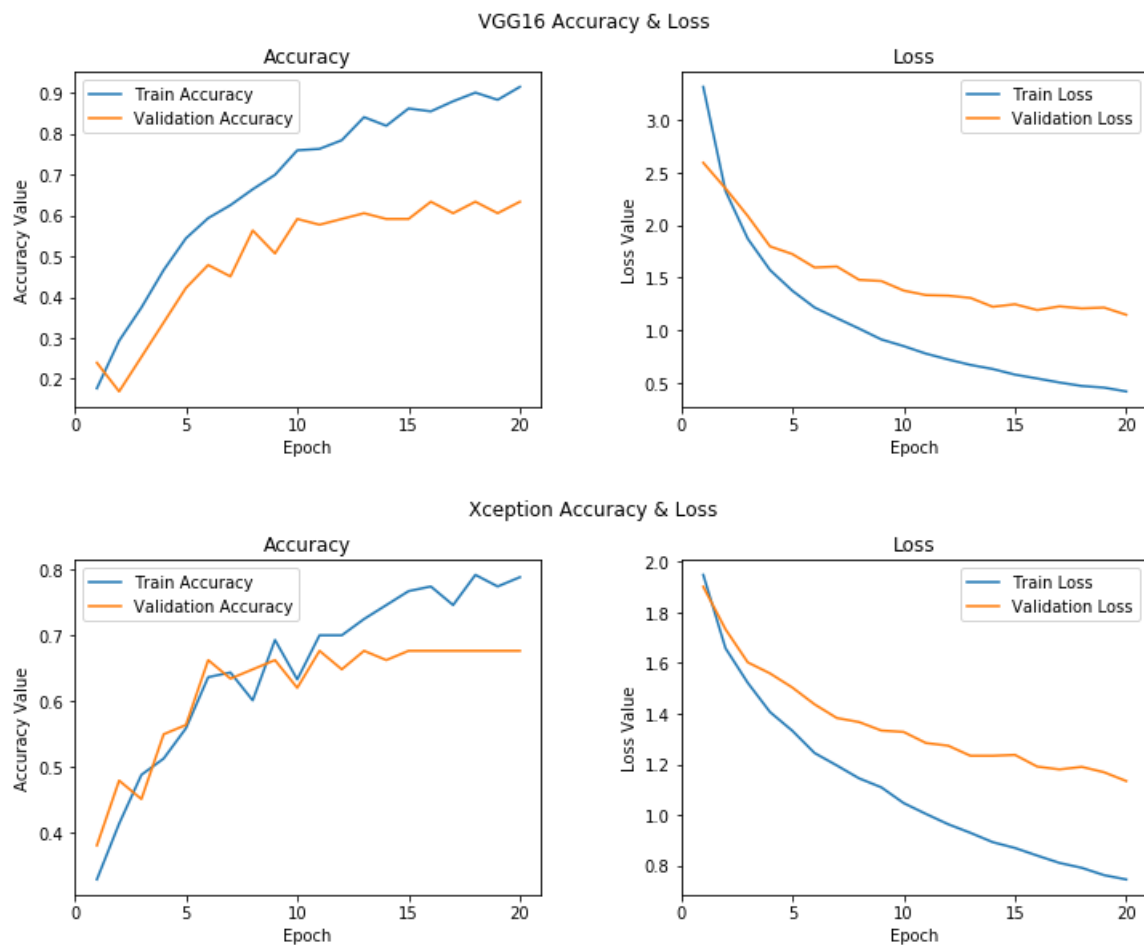 VGG16 Accuracy & Loss
Accuracy
Train Accuracy
Validation Accuracy
Accuracy Value
0.9
0.8
0.7
0.6
0.5
0.4
0.3
0.2
0 5 10 15 20
Epoch
Loss
Train Loss
Validation Loss
Loss Value
3.0
2.5
2.0
1.5
1.0
0.5
0 5 10 15 20
Epoch
Xception Accuracy & Loss
Accuracy
Train Accuracy
Validation Accuracy
Accuracy Value
0.8
0.7
0.6
0.5
0.4
0 5 10 15 20
Epoch
Loss
Train Loss
Validation Loss
Loss Value
2.0
1.8
1.6
1.4
1.2
1.0
0.8
0 5 10 15 20
Epoch